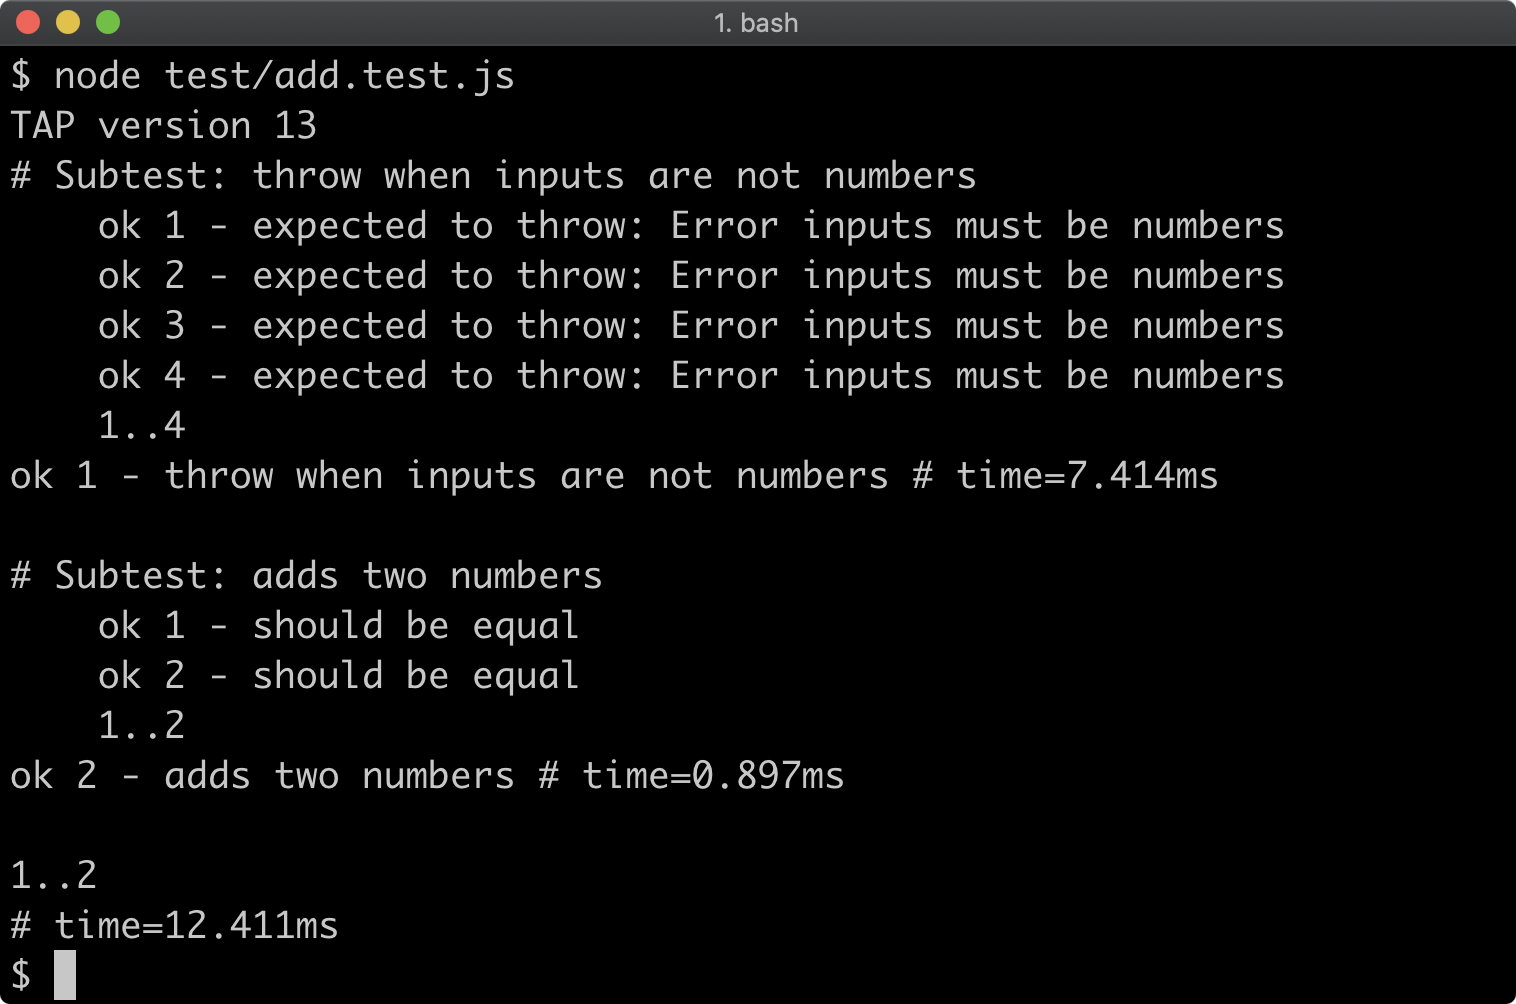 1. bash
$ node test/add.test.js
TAP version 13
# Subtest: throw when inputs are not numbers
    ok 1 - expected to throw: Error inputs must be numbers
    ok 2 - expected to throw: Error inputs must be numbers
    ok 3 - expected to throw: Error inputs must be numbers
    ok 4 - expected to throw: Error inputs must be numbers
    1..4
ok 1 - throw when inputs are not numbers # time=7.414ms
# Subtest: adds two numbers
    ok 1 - should be equal
    ok 2 - should be equal
    1..2
ok 2 - adds two numbers # time=0.897ms
1..2
# time=12.411ms
$